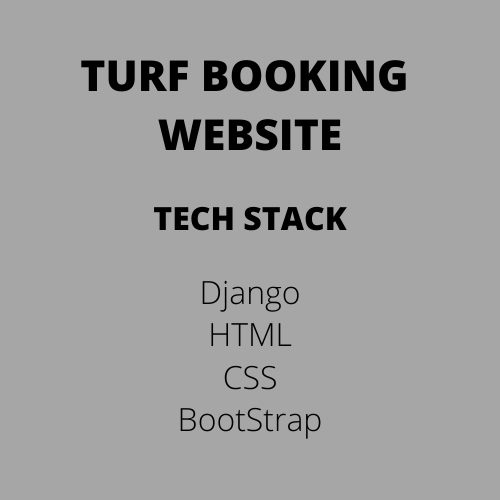 TURF BOOKING
WEBSITE
TECH STACK
Django
HTML
CSS
BootStrap